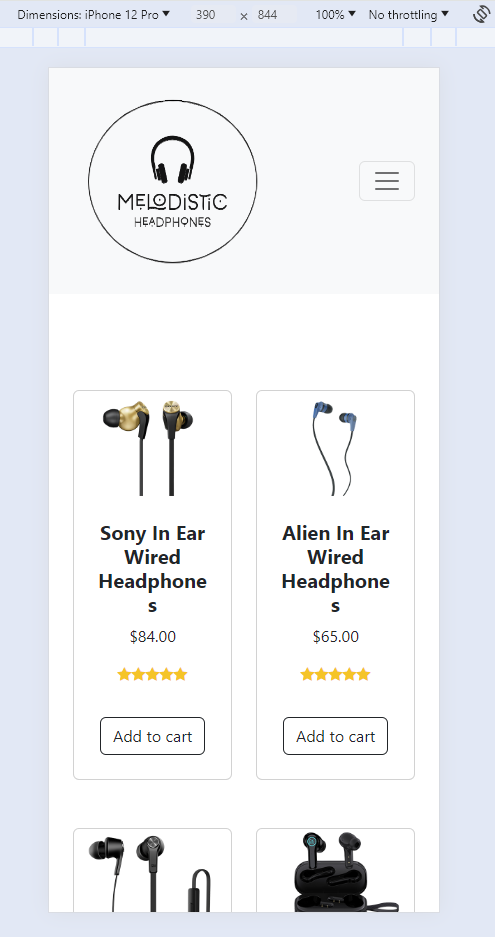 Dimensions: iPhone 12 Pro ▼ 390 × 844 100% ▼ No throttling ▼
MELODISTIC
HEADPHONES
Sony In Ear
Wired
Headphone
s
$84.00
Add to cart
Alien In Ear
Wired
Headphone
s
$65.00
Add to cart